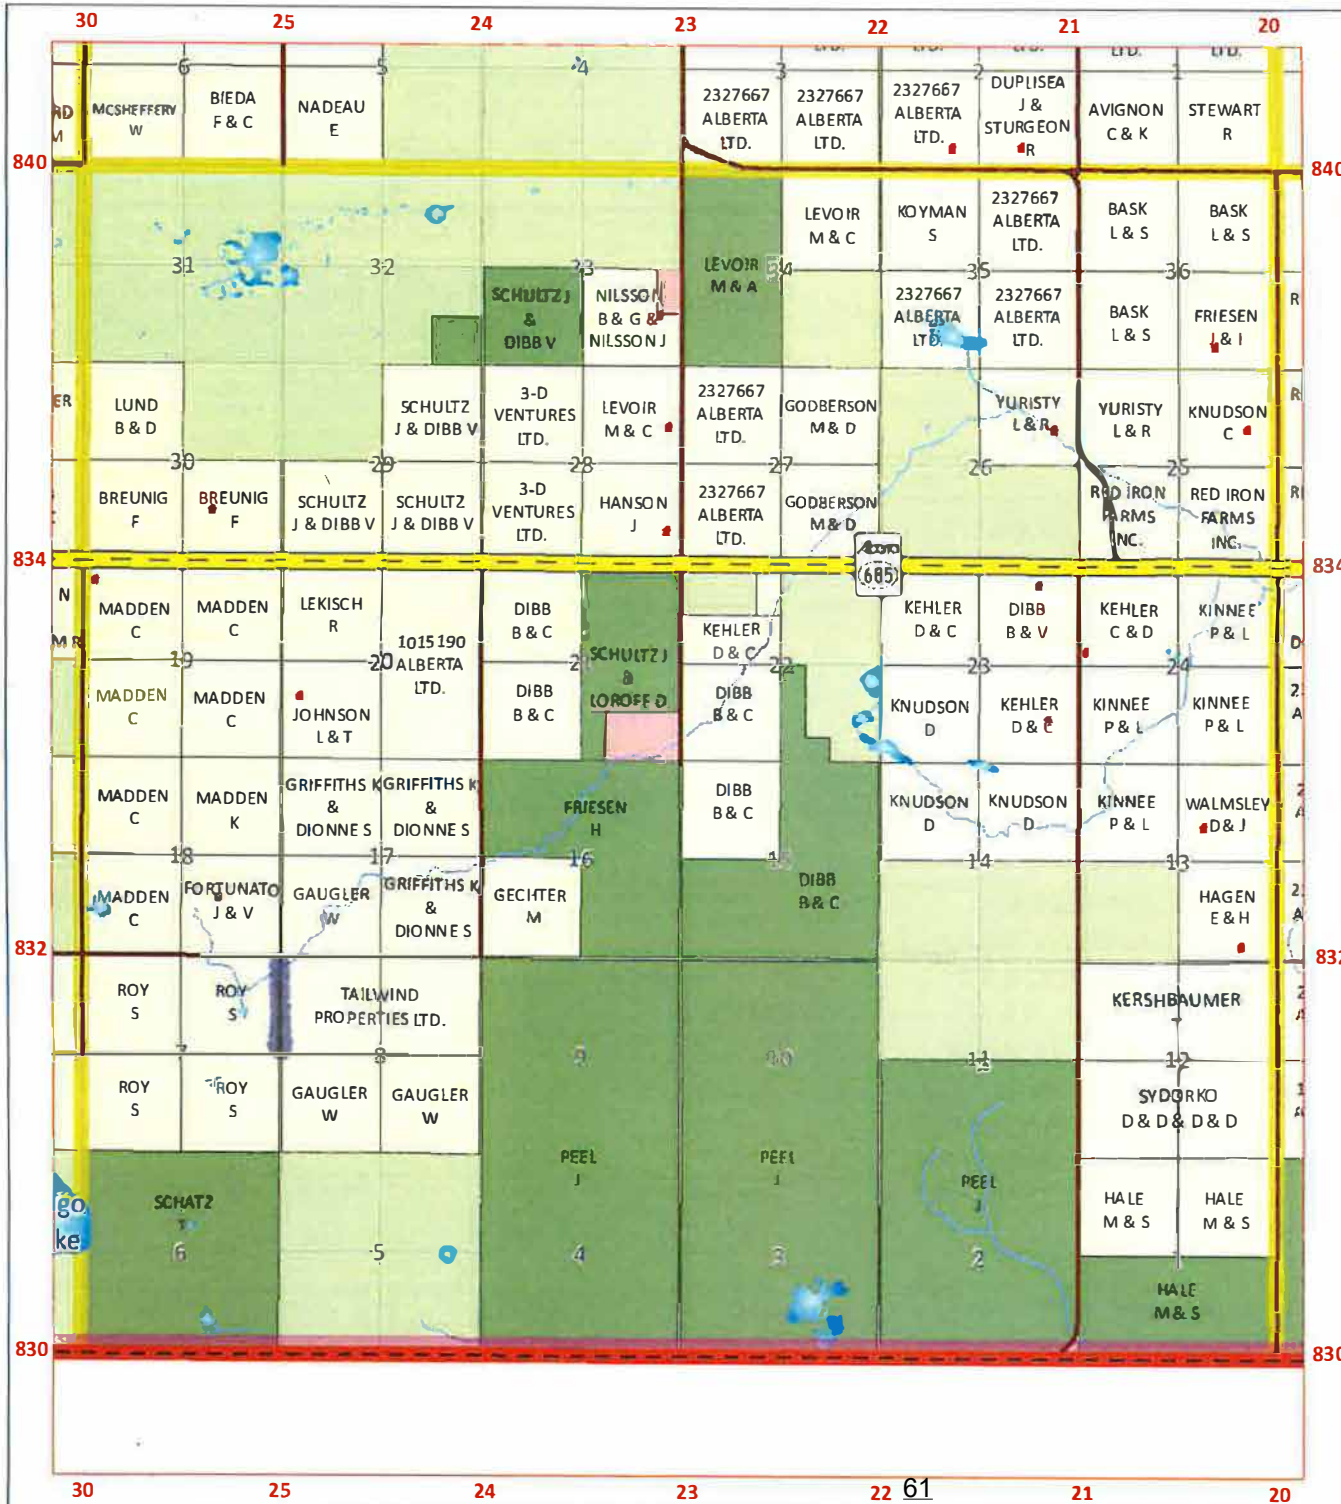 30 25 24 23 22 21 20
6 5 4 3 2 1
MCSHEFFERY
W
BIEDA
F & C
NADEAU
E
2327667
ALBERTA
LTD.
2327667
ALBERTA
LTD.
2327667
ALBERTA
LTD.
DUPLISEA
J &
STURGEON
R
AVIGNON
C & K
STEWART
R
840
840
31 32 33 34 35 36
LEVOIR
M & A
LEVOIR
M & C
KOYMAN
S
2327667
ALBERTA
LTD.
BASK
L & S
BASK
L & S
SCHULTZ J
&
DIBB V
NILSSON
B & G &
NILSSON J
2327667
ALBERTA
LTD.
2327667
ALBERTA
LTD.
BASK
L & S
FRIESEN
J & I
LUND
B & D
SCHULTZ
J & DIBB V
3-D
VENTURES
LTD.
LEVOIR
M & C
2327667
ALBERTA
LTD.
GODBERSON
M & D
YURISTY
L & R
YURISTY
L & R
KNUDSON
C
30 29 28 27 26 25
BREUNIG
F
BREUNIG
F
SCHULTZ
J & DIBB V
SCHULTZ
J & DIBB V
3-D
VENTURES
LTD.
HANSON
J
2327667
ALBERTA
LTD.
GODBERSON
M & D
RED IRON
FARMS
INC.
RED IRON
FARMS
INC.
834
685
834
MADDEN
C
MADDEN
C
LEKISCH
R
1015190
ALBERTA
LTD.
DIBB
B & C
SCHULTZ J
&
LOROFF D
KEHLER
D & C
KEHLER
D & C
DIBB
B & V
KEHLER
C & D
KINNEE
P & L
19 20 21 22 23 24
MADDEN
C
MADDEN
C
JOHNSON
L & T
DIBB
B & C
DIBB
B & C
KNUDSON
D
KEHLER
D & C
KINNEE
P & L
KINNEE
P & L
MADDEN
C
MADDEN
K
GRIFFITHS K
&
DIONNE S
GRIFFITHS K
&
DIONNE S
FRIESEN
H
DIBB
B & C
KNUDSON
D
KNUDSON
D
KINNEE
P & L
WALMSLEY
D & J
18 17 16 15 14 13
MADDEN
C
FORTUNATO
J & V
GAUGLER
W
GRIFFITHS K
&
DIONNE S
GECHTER
M
DIBB
B & C
HAGEN
E & H
832
832
ROY
S
ROY
S
TAILWIND
PROPERTIES LTD.
KERSHBAUMER
7 8 9 10 11 12
ROY
S
ROY
S
GAUGLER
W
GAUGLER
W
SYDORKO
D & D & D & D
PEEL
J
PEEL
J
PEEL
J
SCHATZ
T
HALE
M & S
HALE
M & S
go
ke
6 5 4 3 2 1
HALE
M & S
830
830
30 25 24 23 22 61 21 20